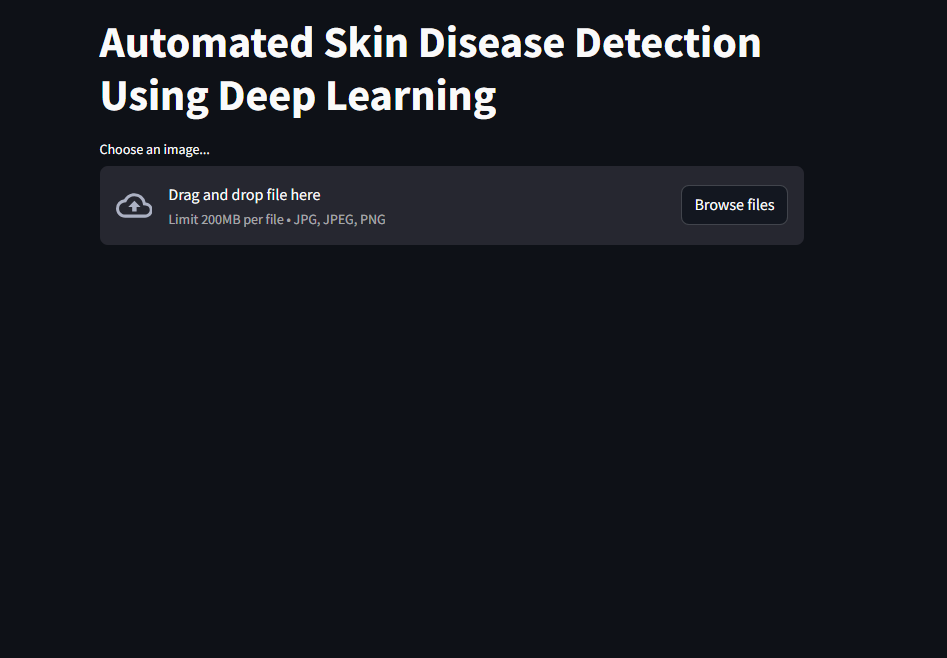 Automated Skin Disease Detection
Using Deep Learning
Choose an image...
Drag and drop file here
Limit 200MB per file • JPG, JPEG, PNG
Browse files